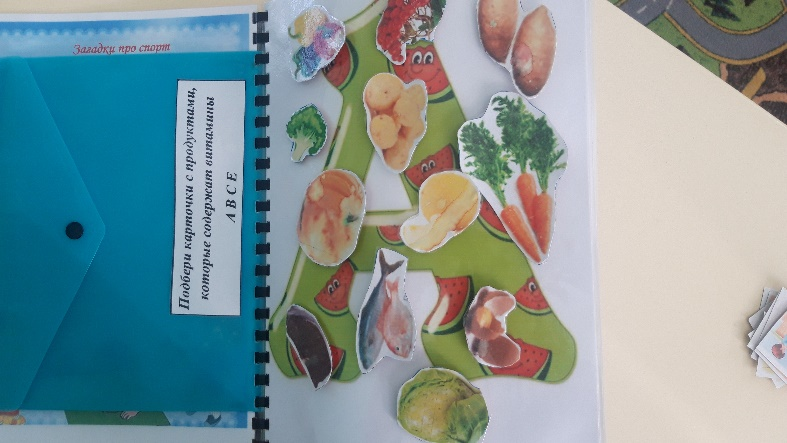 Загадки про спорт
Подбери карточки с продуктами,
которые содержат витамины
А В С Е